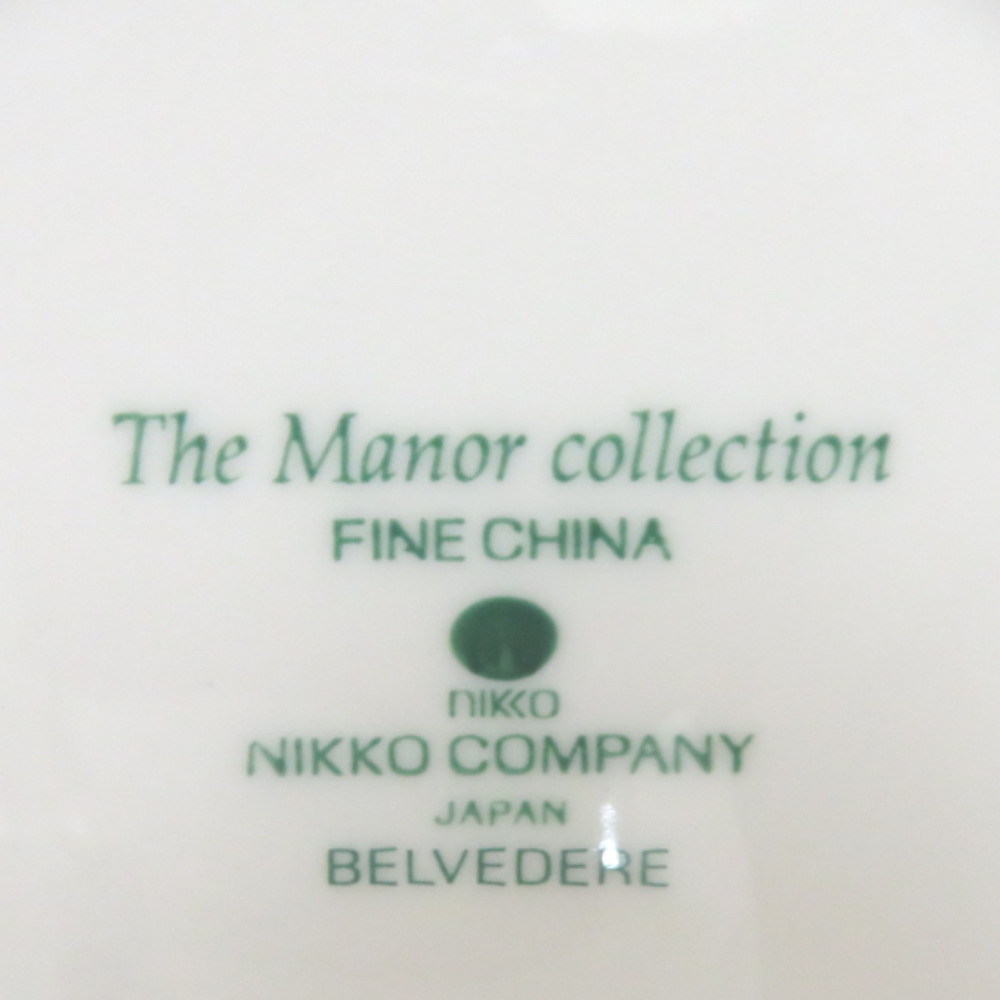 The Manor collection
FINE CHINA
nikko
NIKKO COMPANY
JAPAN
BELVEDERE